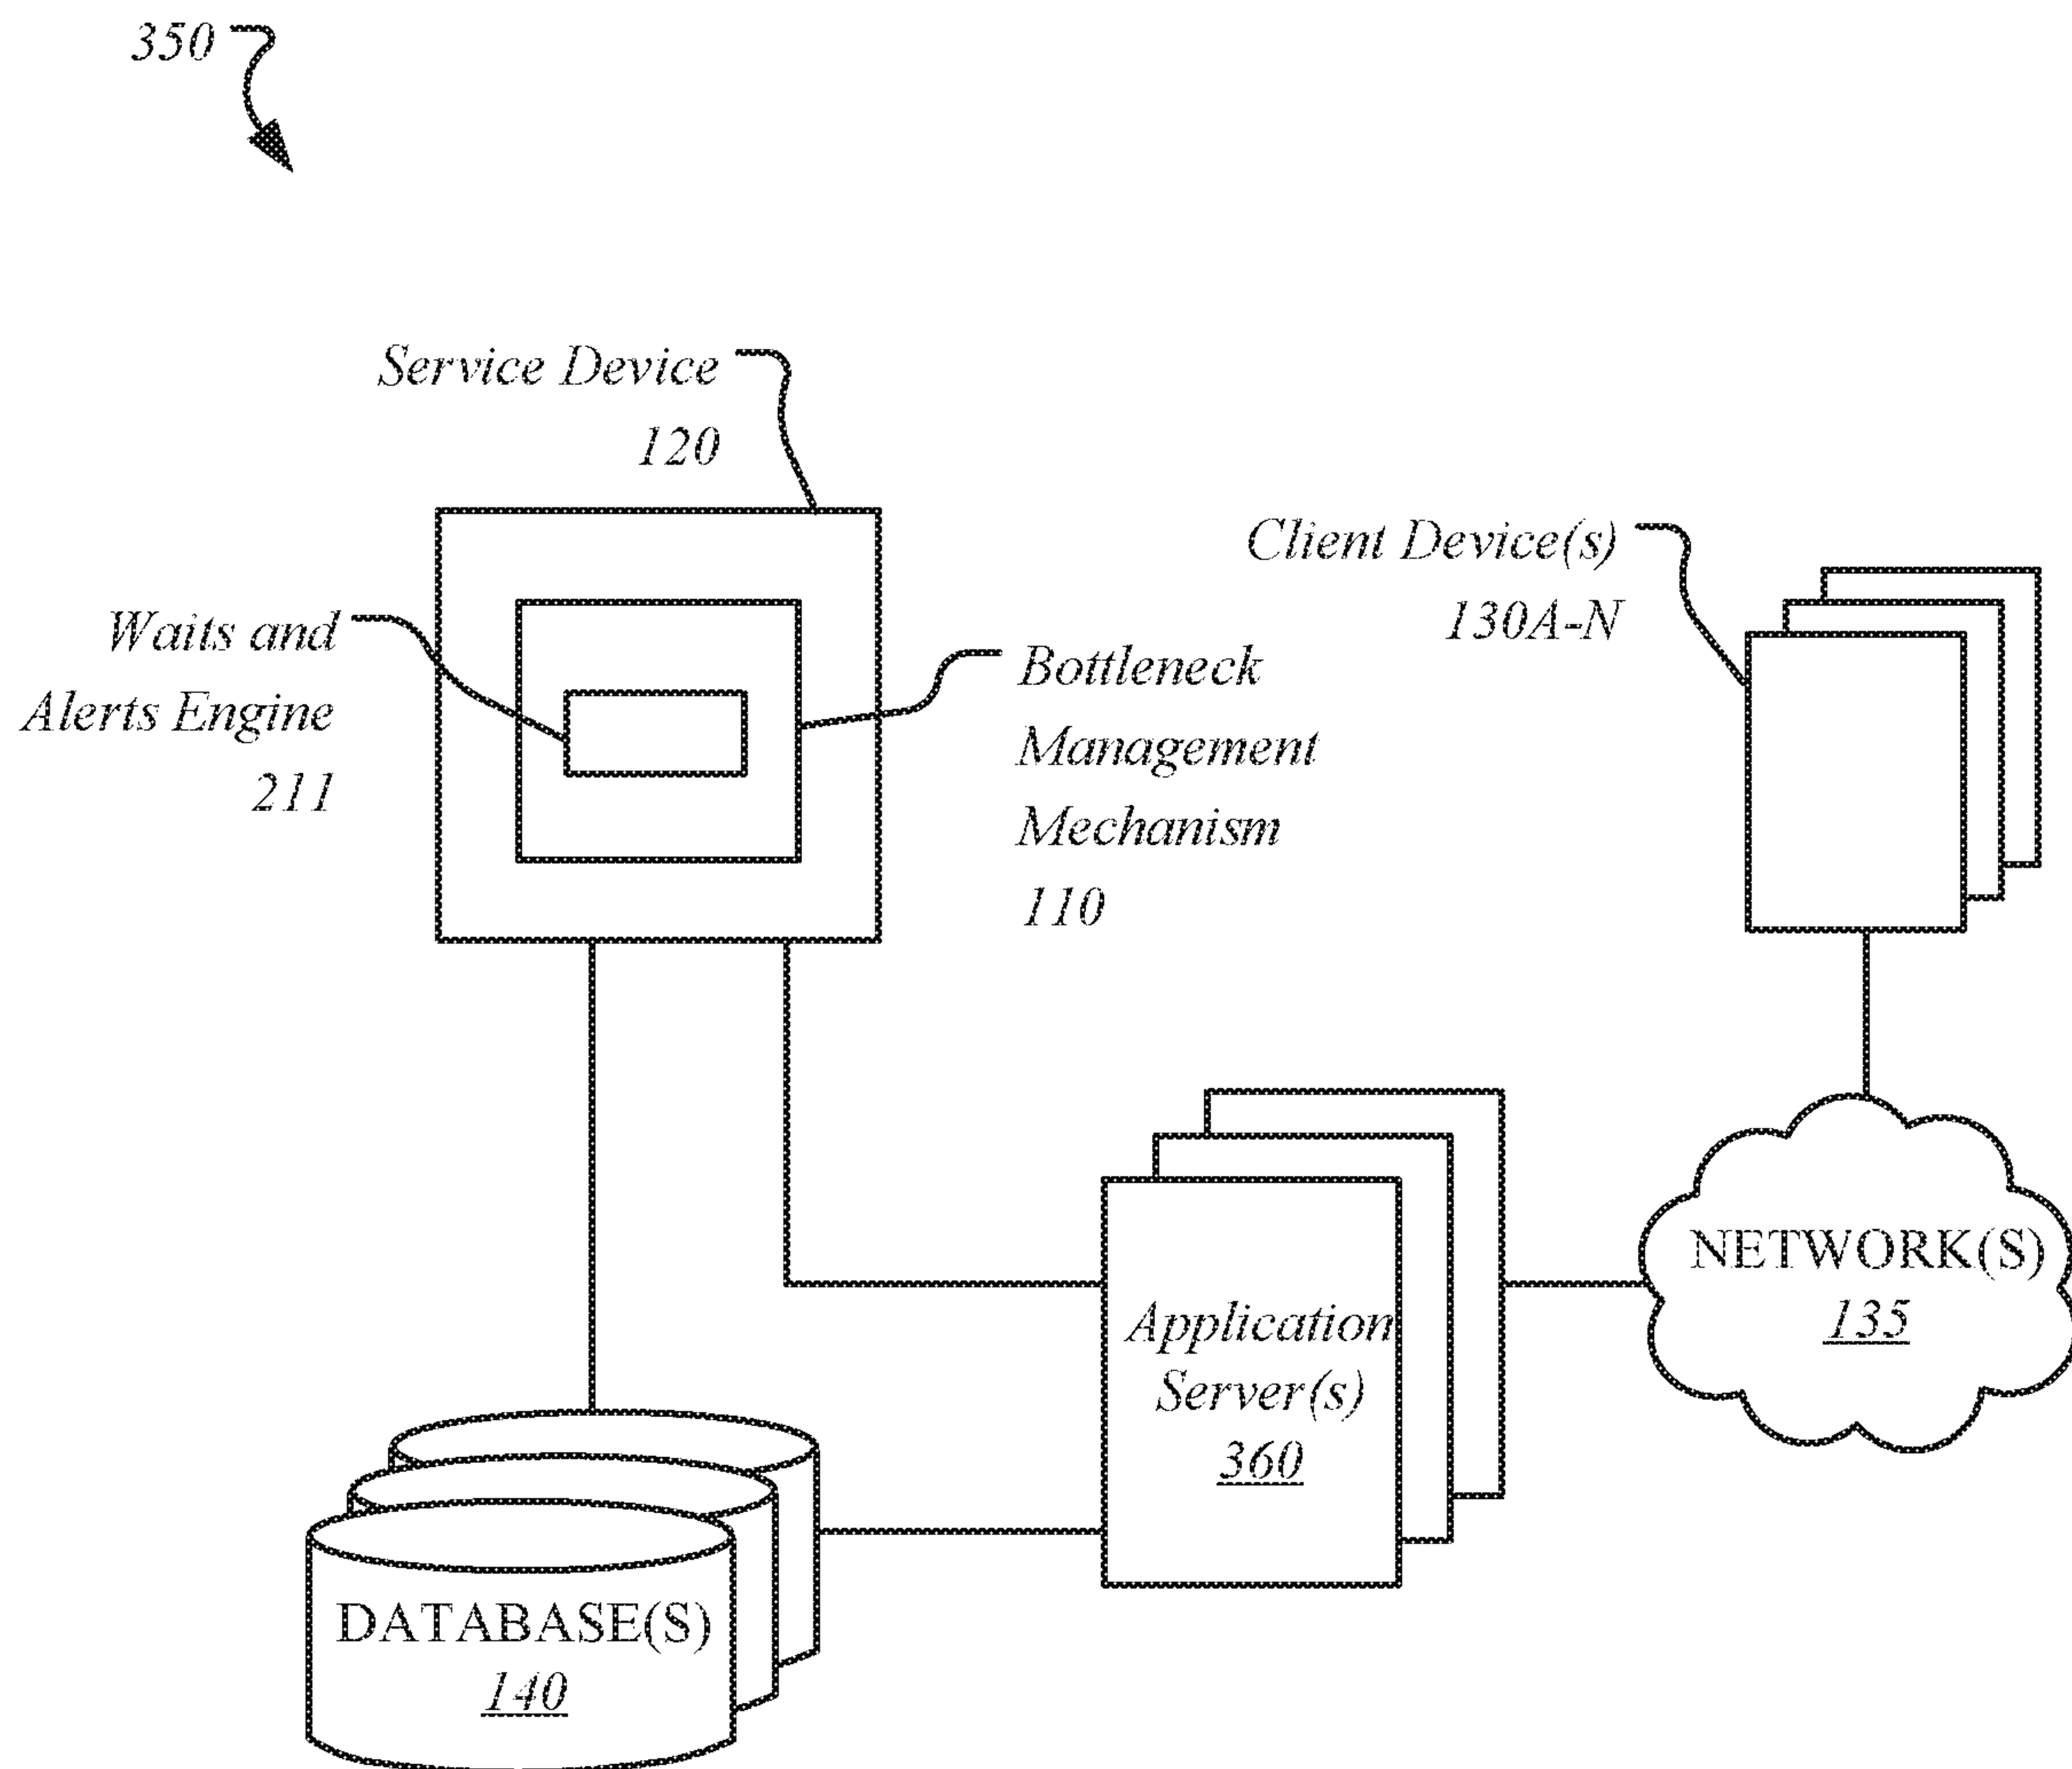 350
Service Device
120
Client Device(s)
130A-N
Waits and
Alerts Engine
211
Bottleneck
Management
Mechanism
110
NETWORK(S)
135
Application
Server(s)
360
DATABASE(S)
140